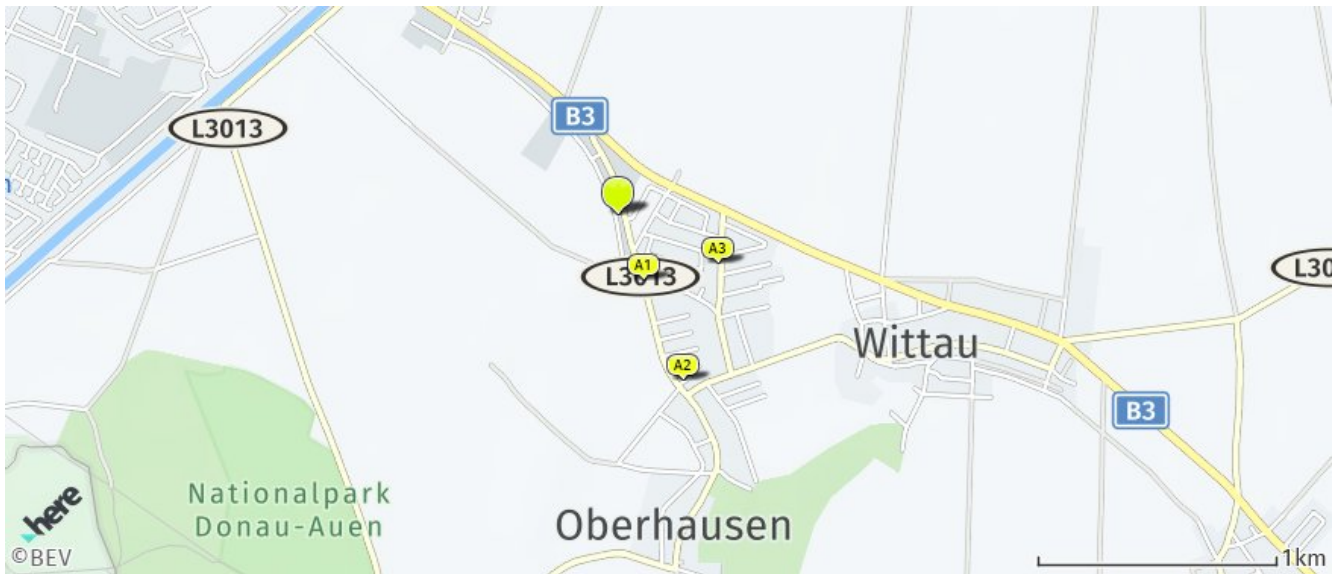 B3
L3013
n
A3
A1
L3013
L30
Wittau
A2
B3
Nationalpark
Donau-Auen
Oberhausen
here
©BEV
1km